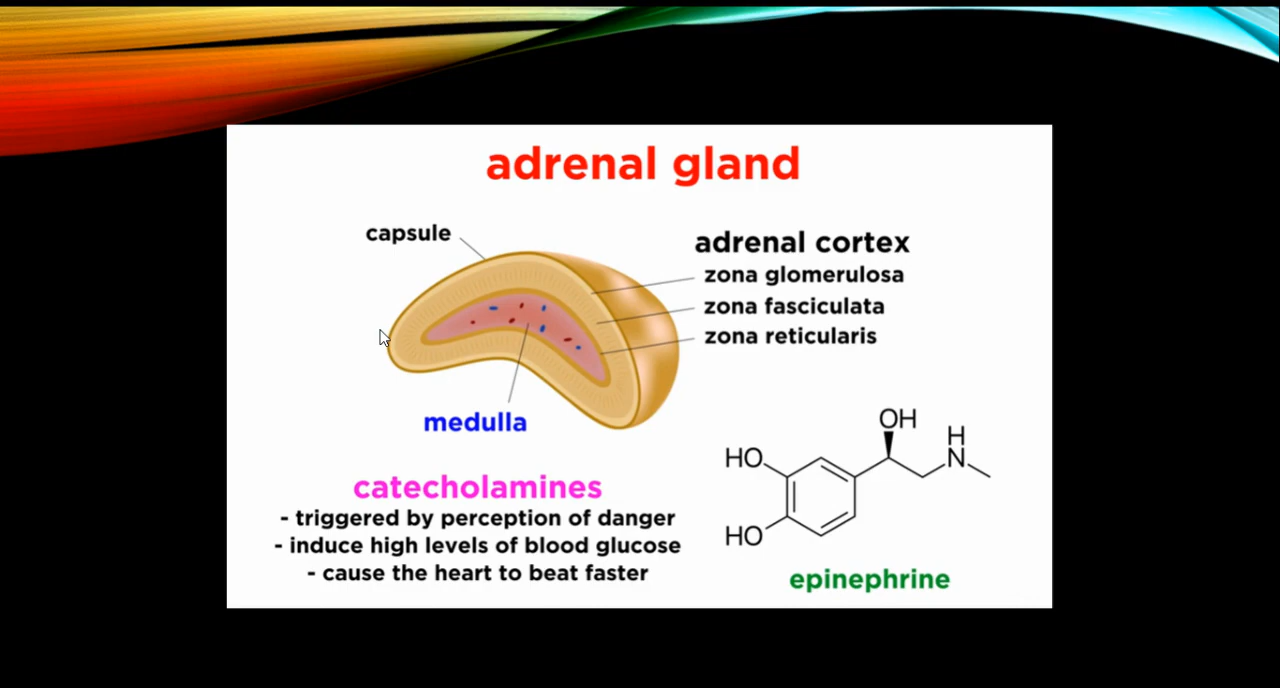 adrenal gland
capsule
adrenal cortex
zona glomerulosa
zona fasciculata
zona reticularis
medulla
catecholamines
- triggered by perception of danger
- induce high levels of blood glucose
- cause the heart to beat faster
OH
H
N
HO
HO
epinephrine